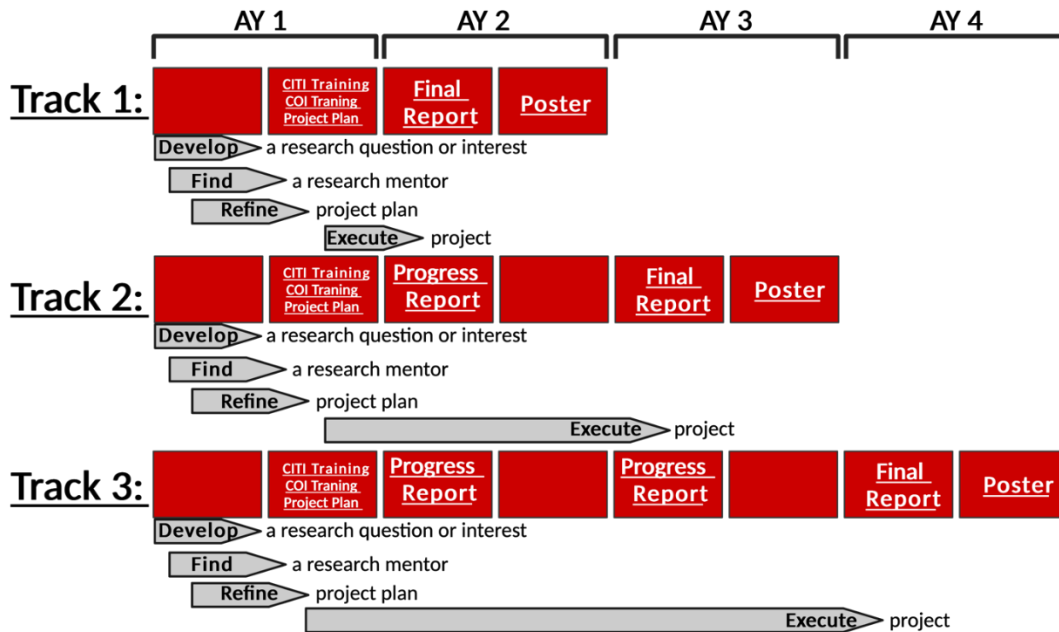 AY 1 AY 2 AY 3 AY 4
Track 1:
CITI Training
COI Traning
Project Plan
Final
Report
Poster
Develop a research question or interest
Find a research mentor
Refine project plan
Execute project
Track 2:
CITI Training
COI Traning
Project Plan
Progress
Report
Final
Report
Poster
Develop a research question or interest
Find a research mentor
Refine project plan
Execute project
Track 3:
CITI Training
COI Traning
Project Plan
Progress
Report
Progress
Report
Final
Report
Poster
Develop a research question or interest
Find a research mentor
Refine project plan
Execute project